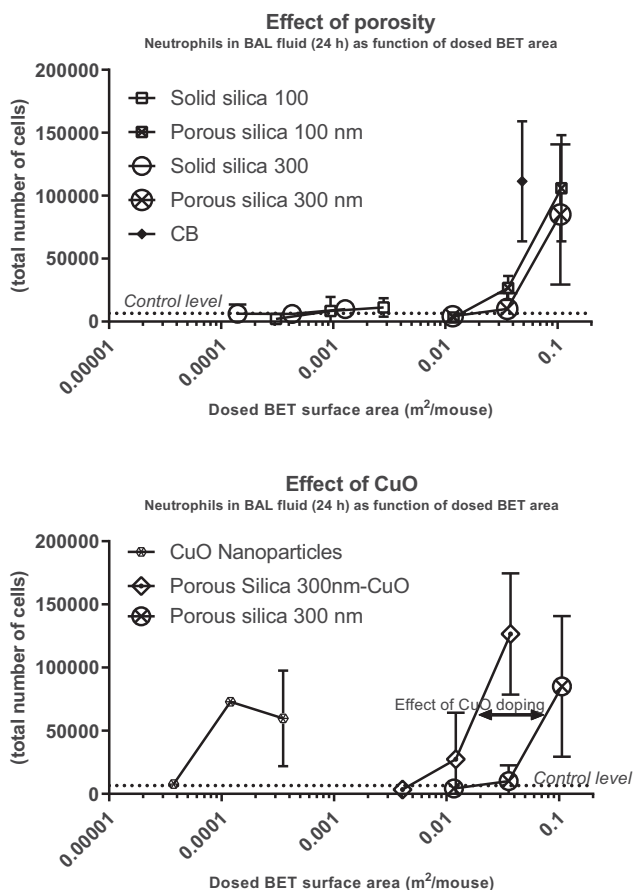 Effect of porosity
Neutrophils in BAL fluid (24 h) as function of dosed BET area
(total number of cells)
200000
150000
100000
50000
0
Solid silica 100
Porous silica 100 nm
Solid silica 300
Porous silica 300 nm
CB
Control level
0.00001
0.0001
0.001
0.01
0.1
Dosed BET surface area (m²/mouse)
Effect of CuO
Neutrophils in BAL fluid (24 h) as function of dosed BET area
(total number of cells)
200000
150000
100000
50000
0
CuO Nanoparticles
Porous Silica 300nm-CuO
Porous silica 300 nm
Effect of CuO doping
Control level
0.00001
0.0001
0.001
0.01
0.1
Dosed BET surface area (m²/mouse)